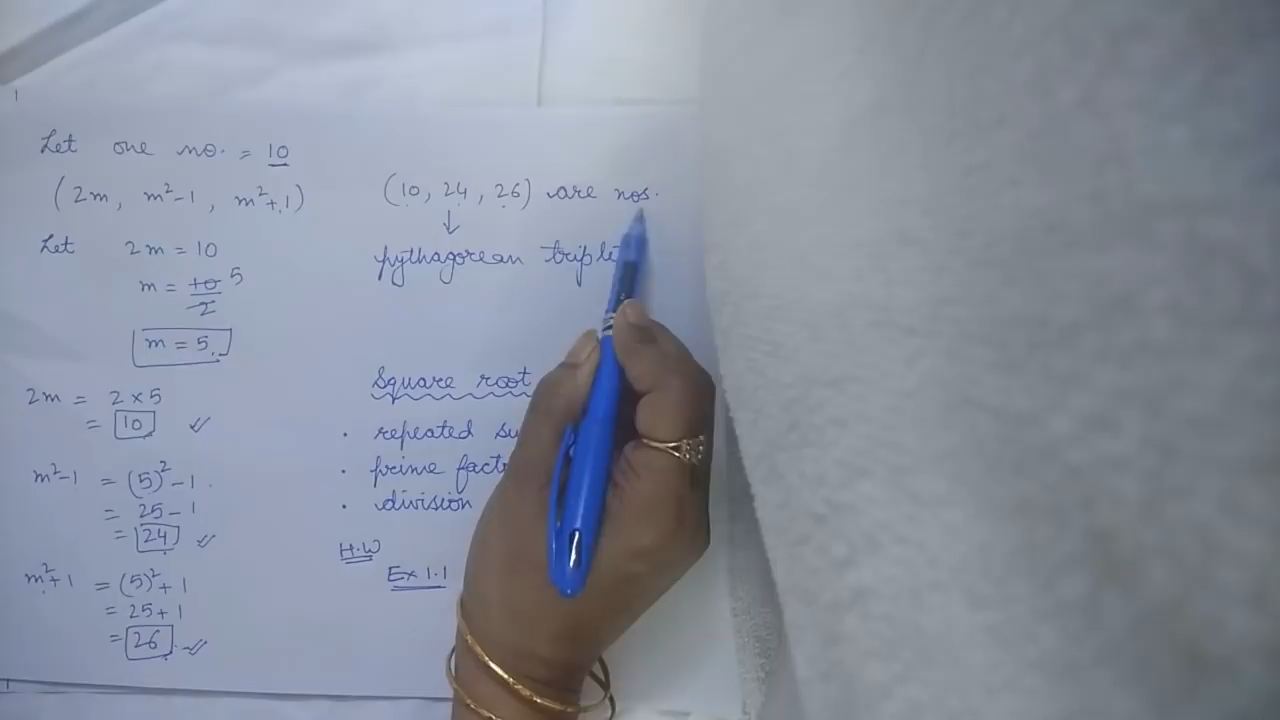 Let one no. = 10
(2m, m²-1, m²+1)
Let 2m = 10
m = 10/2 5
m = 5
2m = 2 × 5
= 10
m²-1 = (5)² - 1
= 25 - 1
= 24
m²+1 = (5)² + 1
= 25 + 1
= 26
(10, 24, 26) are nos.
↓
pythagorean triplet
Square root
. repeated
. prime
. division
H.W
Ex 1.1